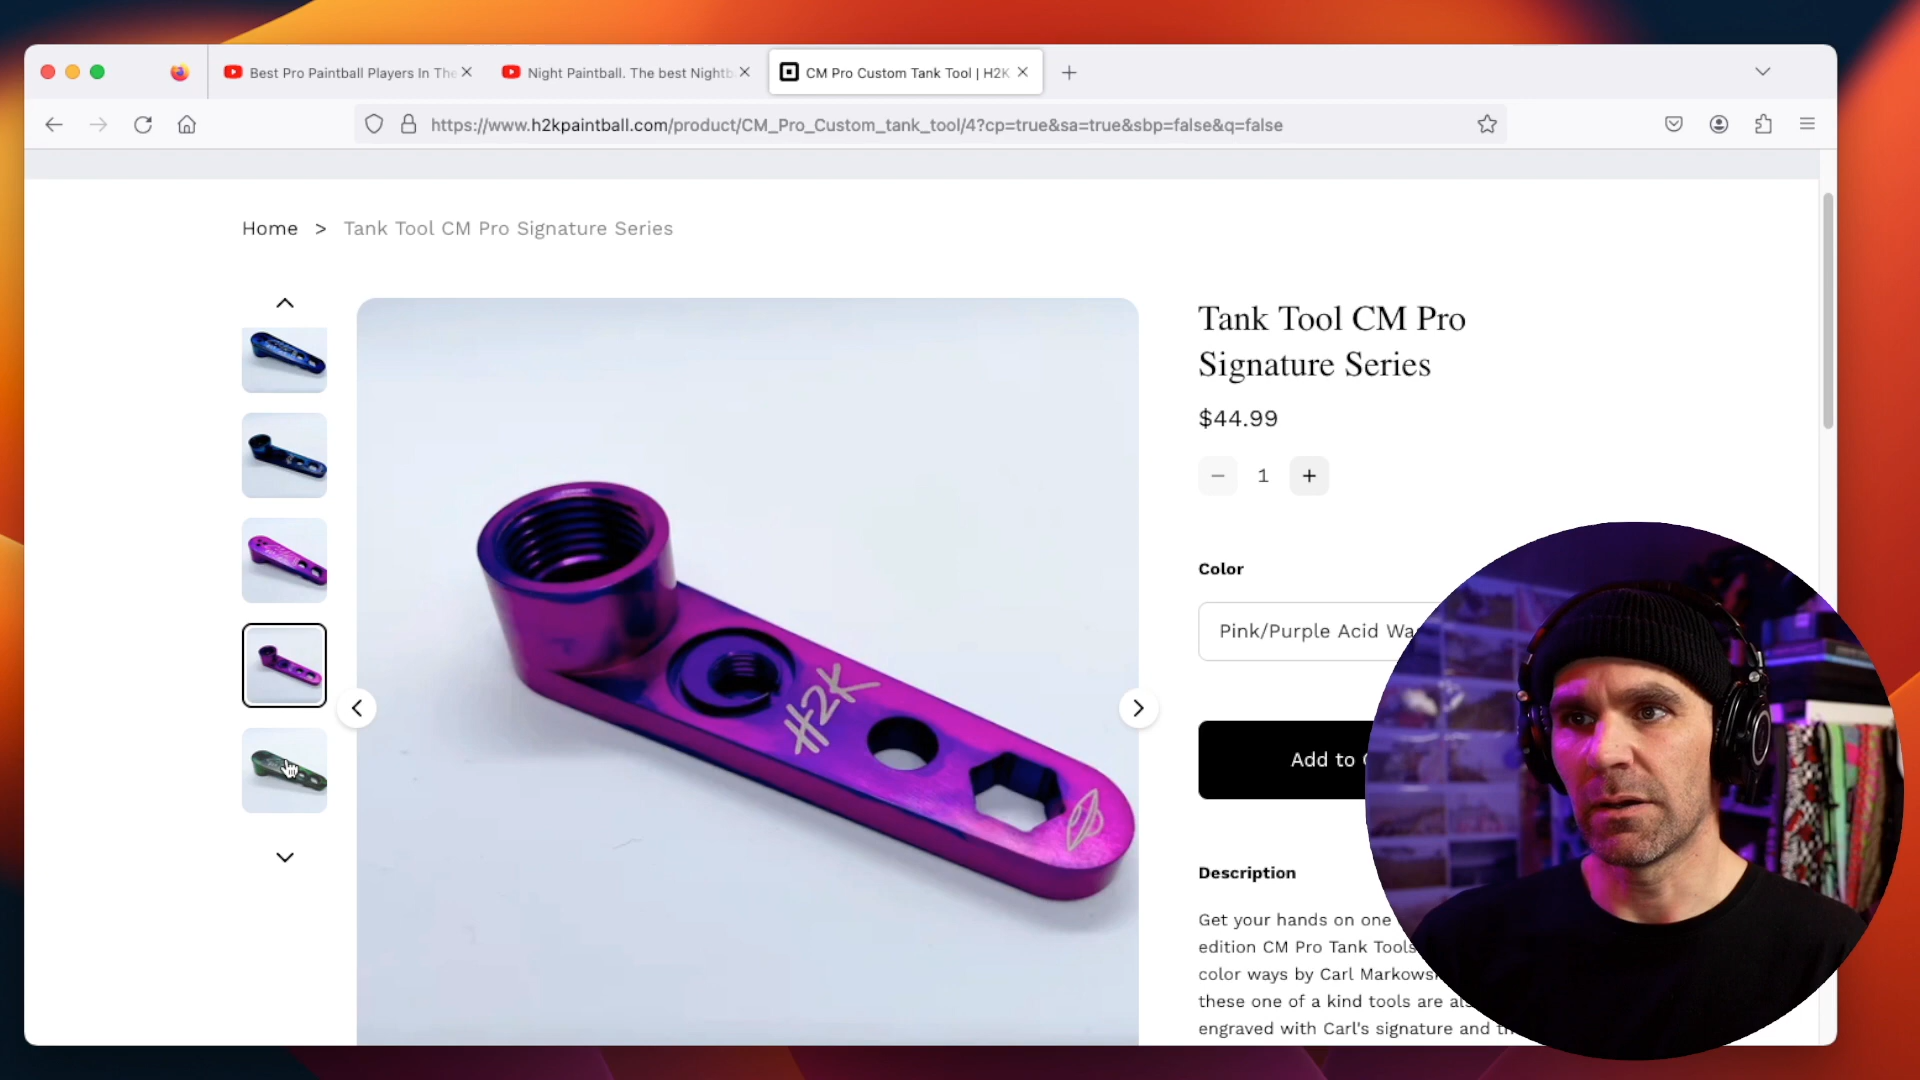 Best Pro Paintball Players In The
Night Paintball. The best Nightb
CM Pro Custom Tank Tool | H2K
https://www.h2kpaintball.com/product/CM_Pro_Custom_tank_tool/4?cp=true&sa=true&sbp=false&q=false
Home > Tank Tool CM Pro Signature Series
Tank Tool CM Pro
Signature Series
$44.99
1
Color
Pink/Purple Acid Wa
Add to
H2K
Description
Get your hands on one
edition CM Pro Tank Tools
color ways by Carl Markows
these one of a kind tools are als
engraved with Carl's signature and th